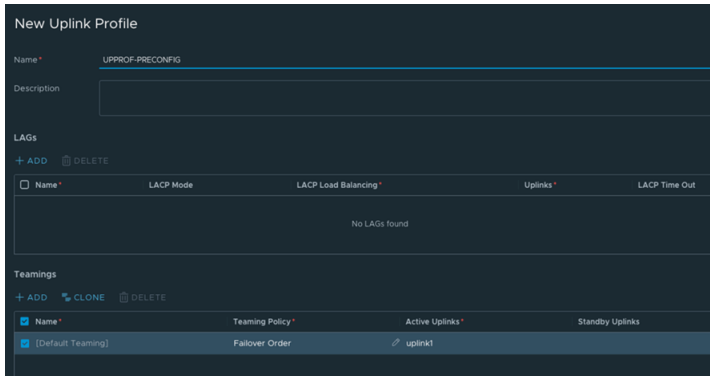 New Uplink Profile
Name*
UPPROF-PRECONFIG
Description
LAGs
+ ADD DELETE
Name* LACP Mode LACP Load Balancing* Uplinks* LACP Time Out
No LAGs found
Teamings
+ ADD CLONE DELETE
Name* Teaming Policy* Active Uplinks* Standby Uplinks
[Default Teaming] Failover Order uplink1